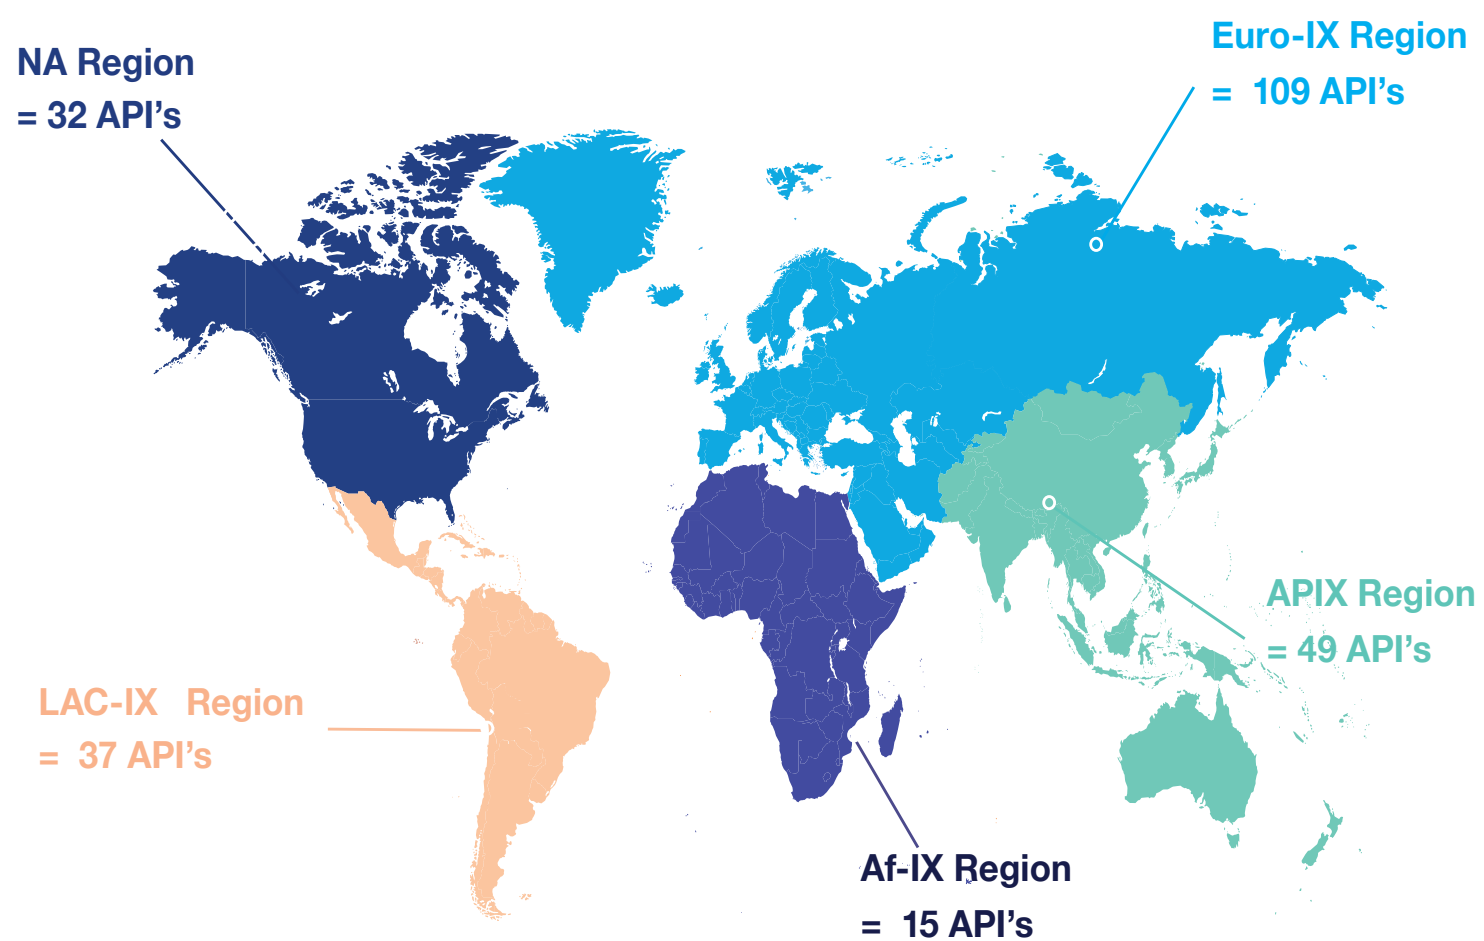 NA Region
= 32 API’s
Euro-IX Region
= 109 API’s
APIX Region
= 49 API’s
LAC-IX Region
= 37 API’s
Af-IX Region
= 15 API’s